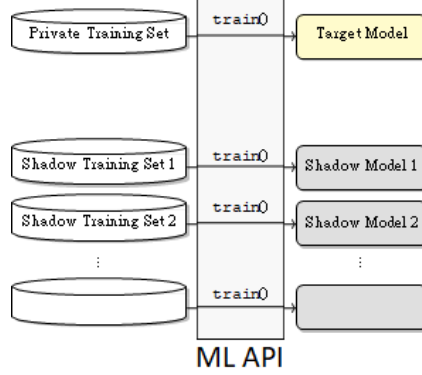 Private Training Set train() Target Model
Shadow Training Set 1 train() Shadow Model 1
Shadow Training Set 2 train() Shadow Model 2
⋮ ⋮
train()
ML API